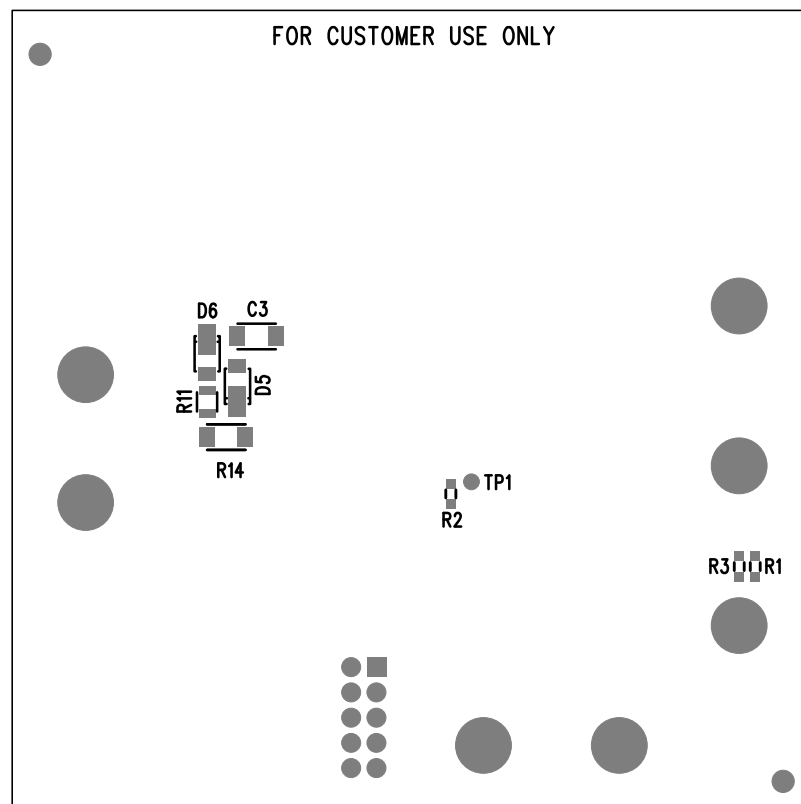 FOR CUSTOMER USE ONLY
D6
C3
D5
R11
R14
TP1
R2
R3
R1